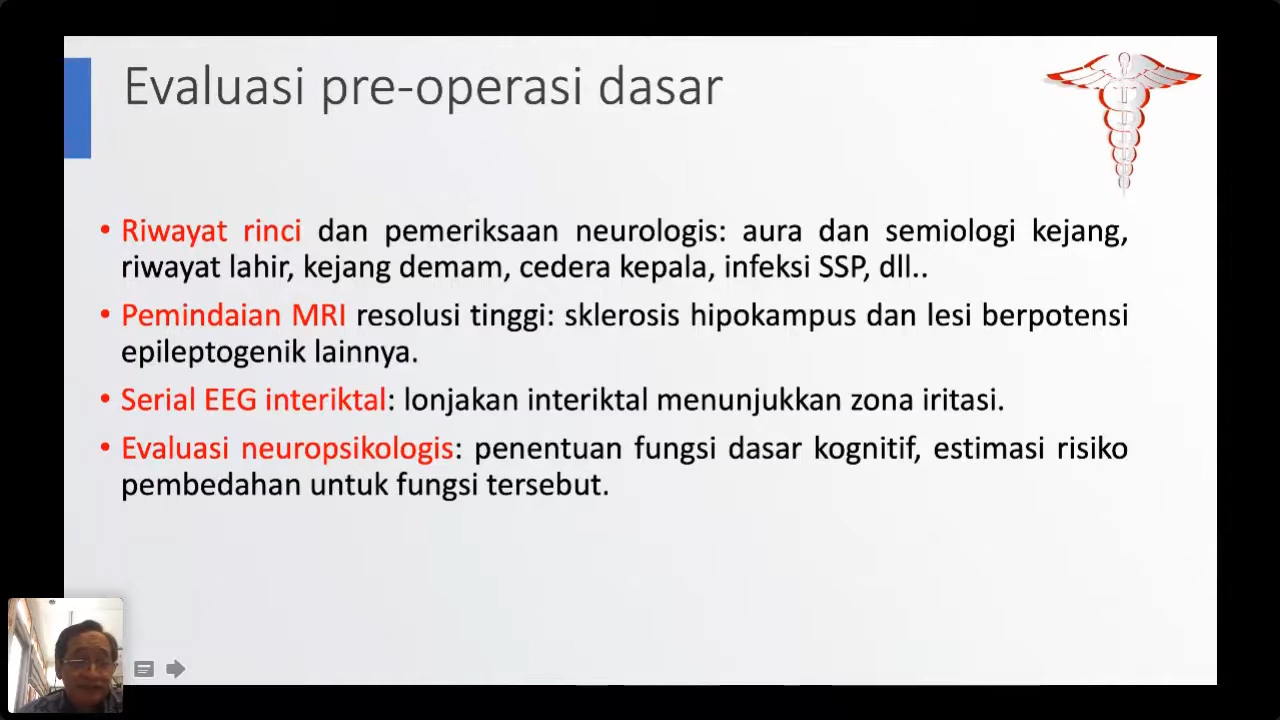 Evaluasi pre-operasi dasar
• Riwayat rinci dan pemeriksaan neurologis: aura dan semiologi kejang,
riwayat lahir, kejang demam, cedera kepala, infeksi SSP, dll..
• Pemindaian MRI resolusi tinggi: sklerosis hipokampus dan lesi berpotensi
epileptogenik lainnya.
• Serial EEG interiktal: lonjakan interiktal menunjukkan zona iritasi.
• Evaluasi neuropsikologis: penentuan fungsi dasar kognitif, estimasi risiko
pembedahan untuk fungsi tersebut.